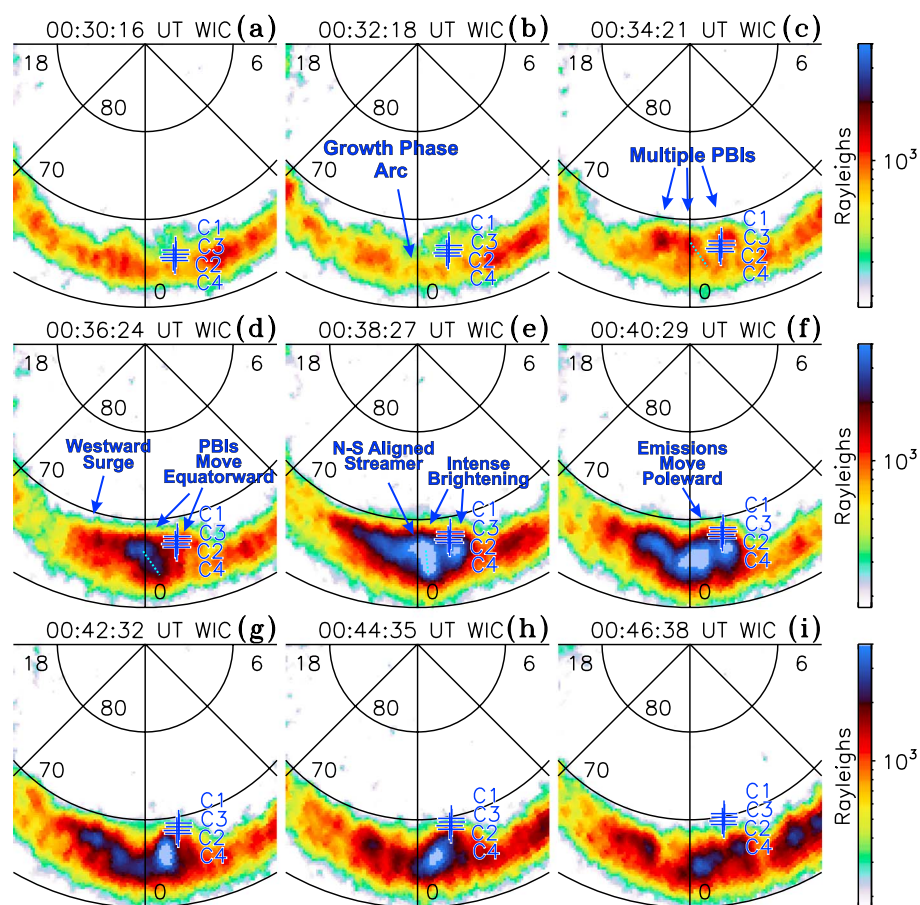 00:30:16 UT WIC (a)
18
6
80
70
C1
C3
C2
C4
0
00:32:18 UT WIC (b)
18
6
80
Growth Phase
Arc
70
C1
C3
C2
C4
0
00:34:21 UT WIC (c)
18
6
80
Multiple PBIs
70
C1
C3
C2
C4
0
Rayleighs
10³
00:36:24 UT WIC (d)
18
6
80
Westward
Surge
PBIs
Move
Equatorward
70
C1
C3
C2
C4
0
00:38:27 UT WIC (e)
18
6
80
N-S Aligned
Streamer
Intense
Brightening
70
C1
C3
C2
C4
0
00:40:29 UT WIC (f)
18
6
80
Emissions
Move
Poleward
70
C1
C3
C2
C4
0
Rayleighs
10³
00:42:32 UT WIC (g)
18
6
80
70
C1
C3
C2
C4
0
00:44:35 UT WIC (h)
18
6
80
70
C1
C3
C2
C4
0
00:46:38 UT WIC (i)
18
6
80
70
C1
C3
C2
C4
0
Rayleighs
10³